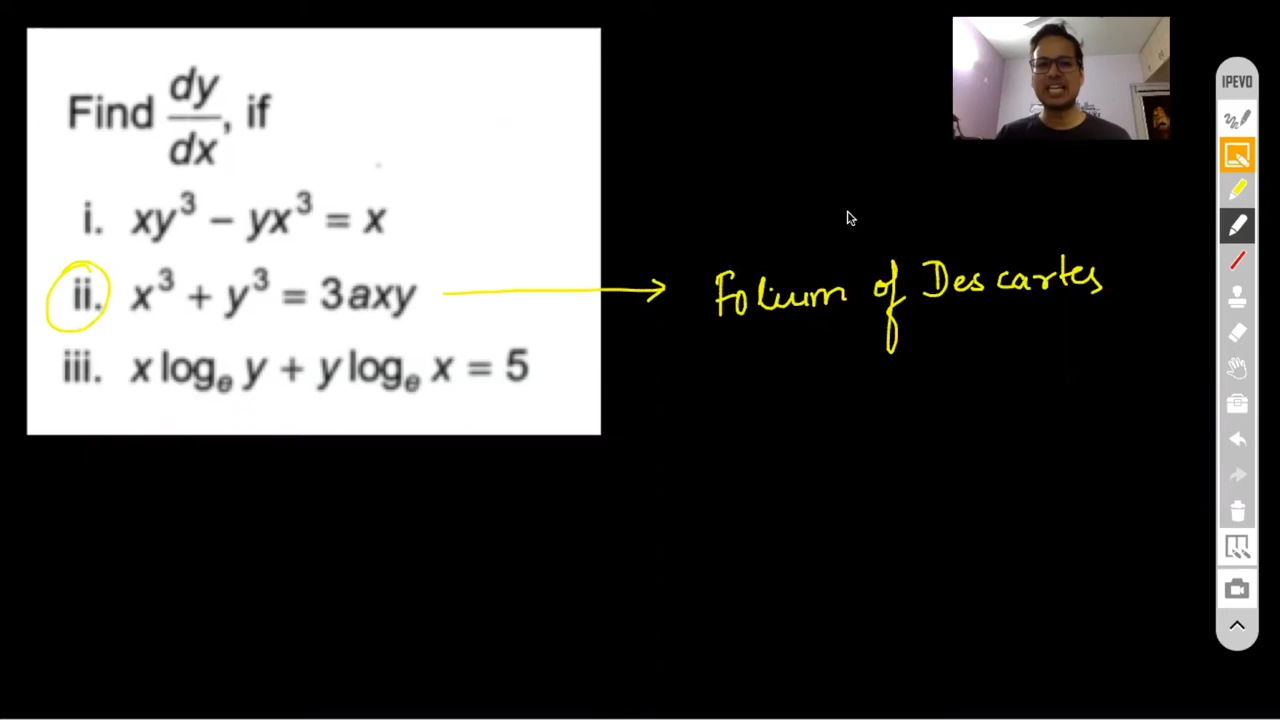 Find dy/dx, if
i. xy³ − yx³ = x
ii. x³ + y³ = 3axy
iii. x logₑ y + y logₑ x = 5
Folium of Descartes
IPEVO